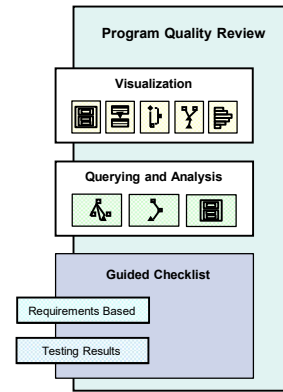 Program Quality Review
Visualization
Querying and Analysis
Guided Checklist
Requirements Based
Testing Results